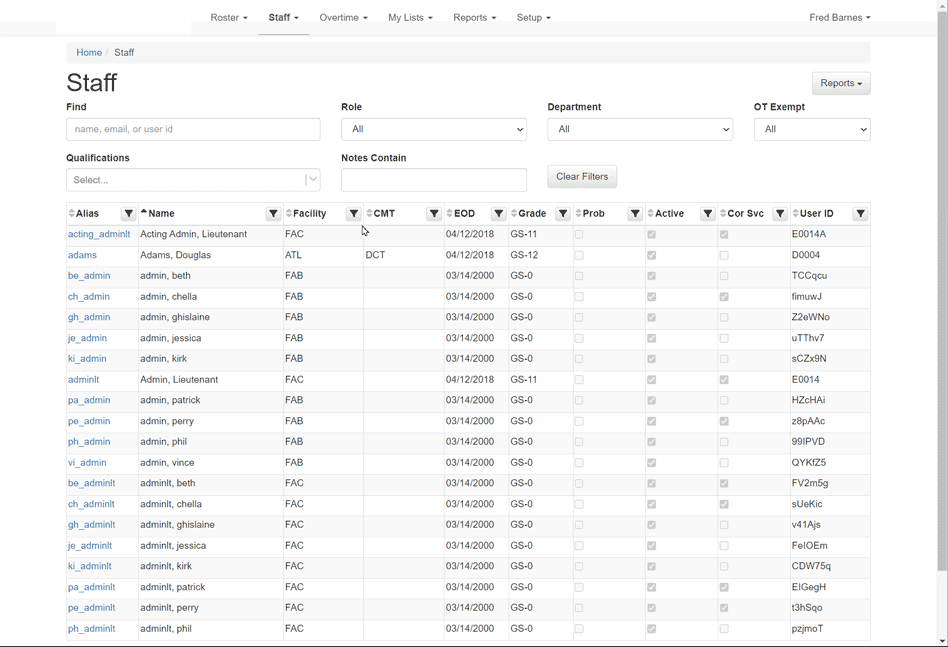 Roster Staff Overtime My Lists Reports Setup Fred Barnes
Home / Staff
Staff
Reports
Find Role Department OT Exempt
name, email, or user id All All All
Qualifications Notes Contain
Select... Clear Filters
Alias Name Facility CMT EOD Grade Prob Active Cor Svc User ID
acting_adminlt Acting Admin, Lieutenant FAC 04/12/2018 GS-11 E0014A
adams Adams, Douglas ATL DCT 04/12/2018 GS-12 D0004
be_admin admin, beth FAB 03/14/2000 GS-0 TCCqcu
ch_admin admin, chella FAB 03/14/2000 GS-0 fimuwJ
gh_admin admin, ghislaine FAB 03/14/2000 GS-0 Z2eWNo
je_admin admin, jessica FAB 03/14/2000 GS-0 uTThv7
ki_admin admin, kirk FAB 03/14/2000 GS-0 sCZx9N
adminlt Admin, Lieutenant FAC 04/12/2018 GS-11 E0014
pa_admin admin, patrick FAB 03/14/2000 GS-0 HZcHAi
pe_admin admin, perry FAB 03/14/2000 GS-0 z8pAAc
ph_admin admin, phil FAB 03/14/2000 GS-0 99IPVD
vi_admin admin, vince FAB 03/14/2000 GS-0 QYKfZ5
be_adminlt adminlt, beth FAC 03/14/2000 GS-0 FV2m5g
ch_adminlt adminlt, chella FAC 03/14/2000 GS-0 sUeKic
gh_adminlt adminlt, ghislaine FAC 03/14/2000 GS-0 v41Ajs
je_adminlt adminlt, jessica FAC 03/14/2000 GS-0 FeIOEm
ki_adminlt adminlt, kirk FAC 03/14/2000 GS-0 CDW75q
pa_adminlt adminlt, patrick FAC 03/14/2000 GS-0 EIGegH
pe_adminlt adminlt, perry FAC 03/14/2000 GS-0 t3hSqo
ph_adminlt adminlt, phil FAC 03/14/2000 GS-0 pzjmoT